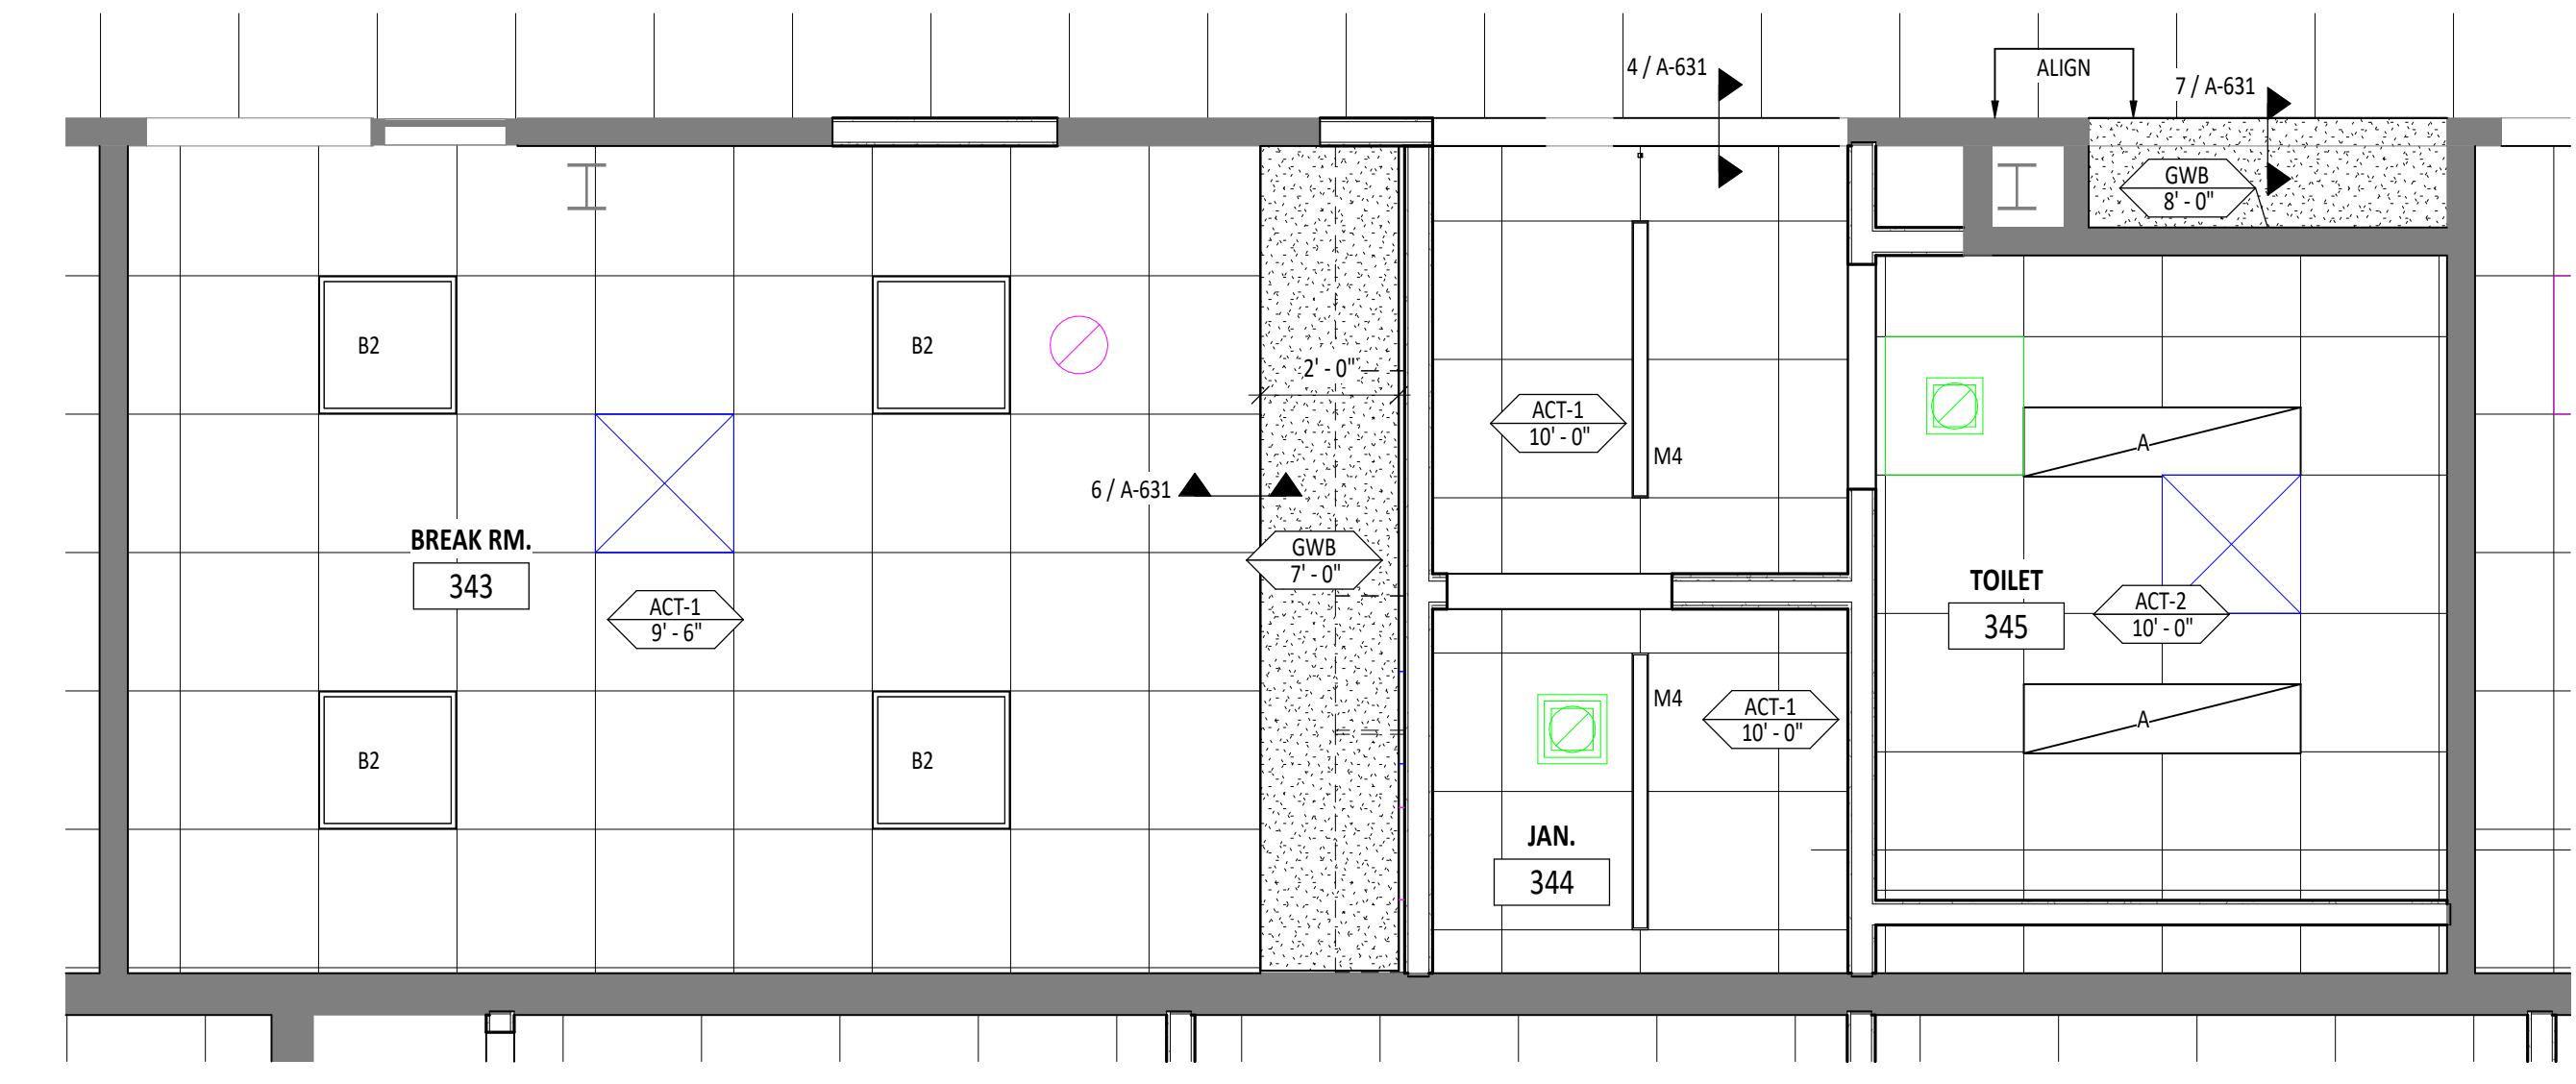 4 / A-631
ALIGN
7 / A-631
GWB
8' - 0"
B2
B2
2' - 0"
ACT-1
10' - 0"
M4
A
6 / A-631
BREAK RM.
343
GWB
7' - 0"
ACT-1
9' - 6"
TOILET
345
ACT-2
10' - 0"
B2
B2
M4
ACT-1
10' - 0"
A
JAN.
344